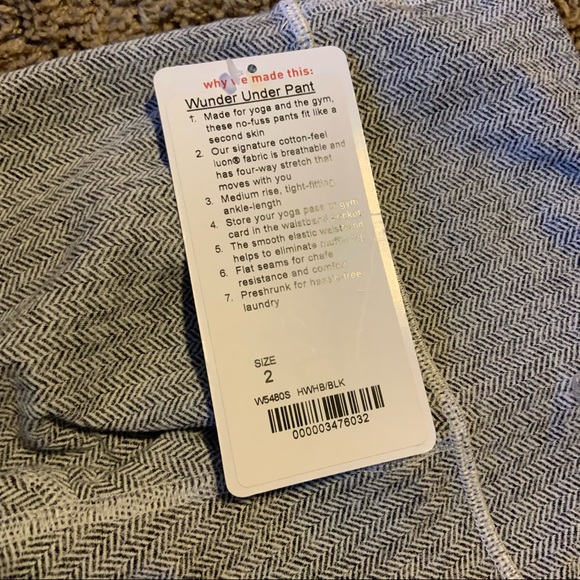 why we made this:
Wunder Under Pant
1. Made for yoga and the gym,
these no-fuss pants fit like a
second skin
2. Our signature cotton-feel
luon® fabric is breathable and
has four-way stretch that
moves with you
3. Medium rise, tight-fitting,
ankle-length
4. Store your yoga pass or gym
card in the waistband pocket
5. The smooth elastic waistband
helps to eliminate muffining
6. Flat seams for chafe
resistance and comfort
7. Preshrunk for hassle-free
laundry
SIZE
2
W5480S HWHB/BLK
000003476032